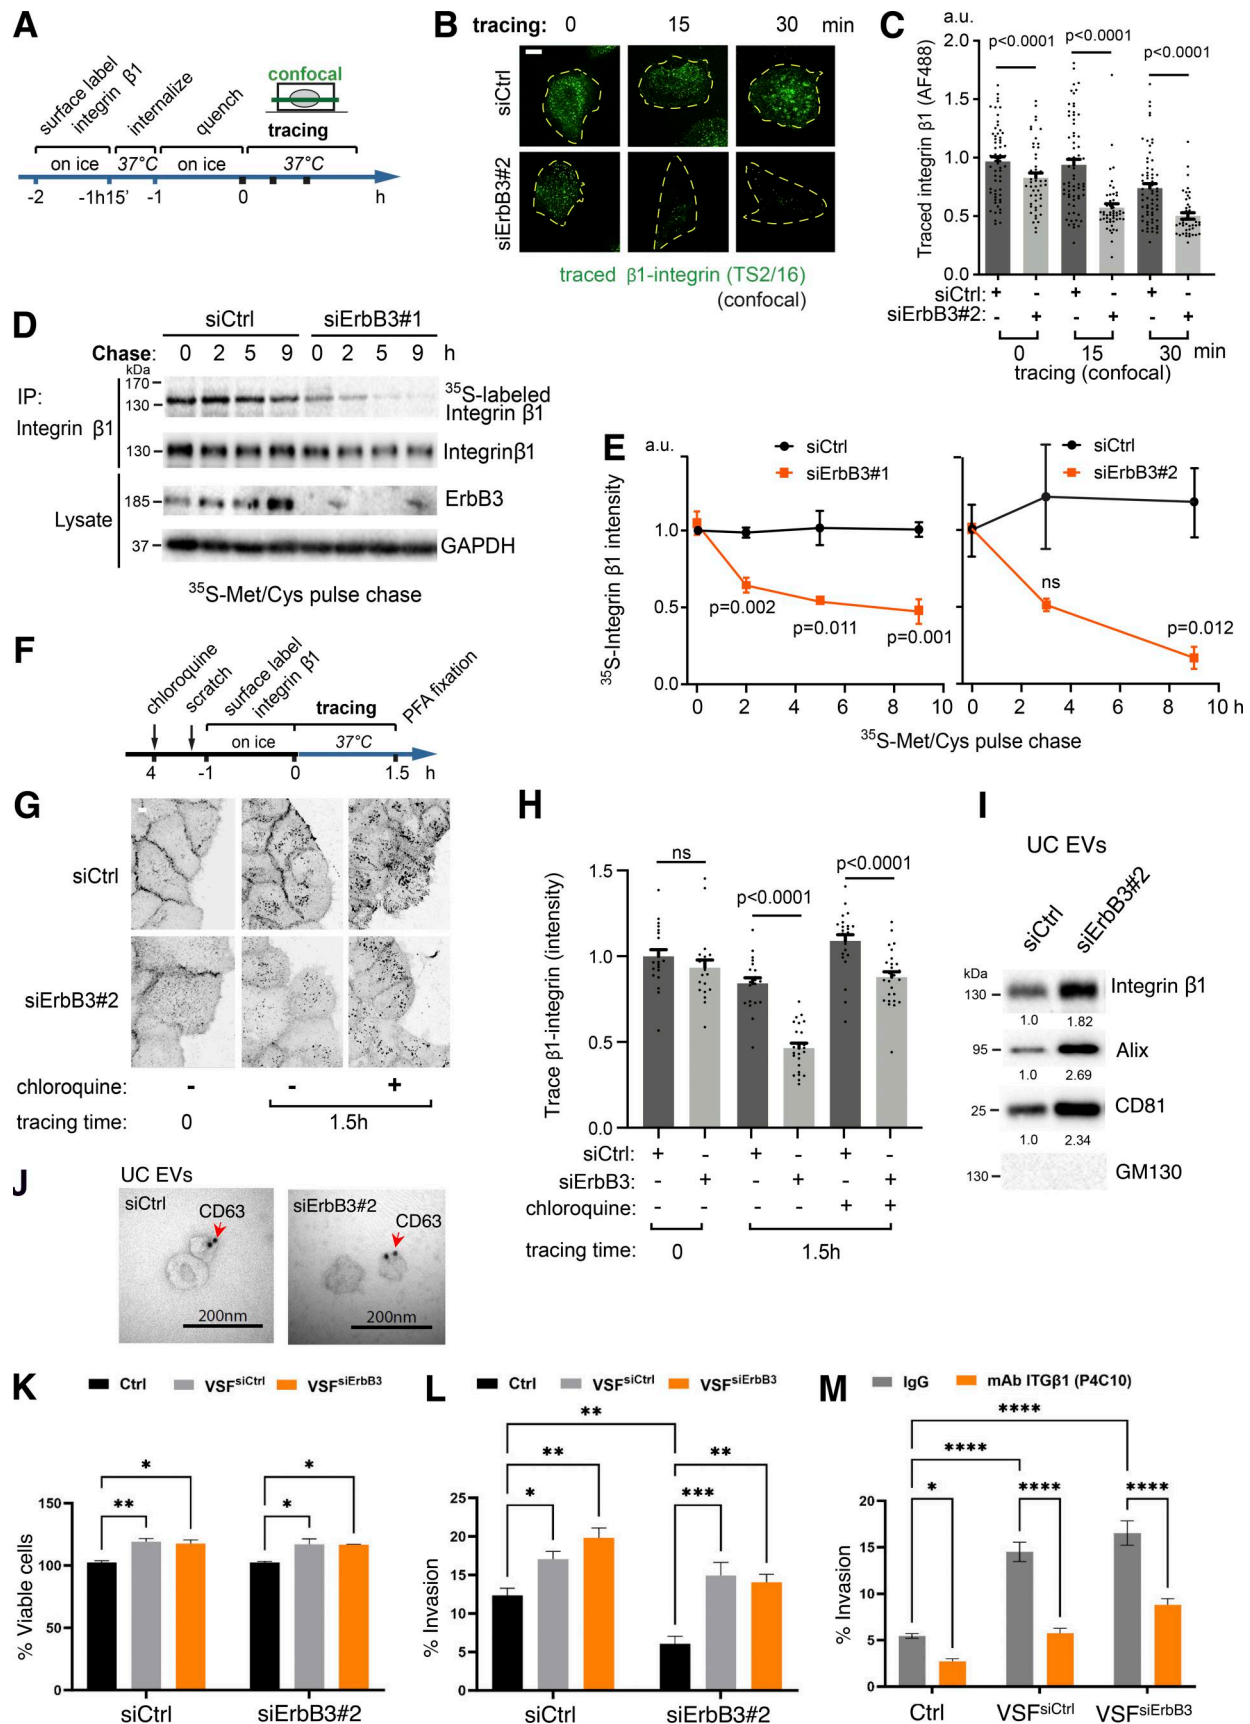 A
surface label
integrin β1
internalize
quench
confocal
tracing
on ice
37°C
on ice
37°C
-2
-1h15'
-1
0
h
B
tracing:
0
15
30
min
siCtrl
siErbB3#2
traced β1-integrin (TS2/16)
(confocal)
C
a.u.
Traced integrin β1 (AF488)
2.0
1.5
1.0
0.5
0.0
p<0.0001
p<0.0001
p<0.0001
siCtrl: + - + - + -
siErbB3#2: - + - + - +
0
15
30
min
tracing (confocal)
D
siCtrl
siErbB3#1
Chase: 0 2 5 9 0 2 5 9 h
kDa
IP:
Integrin β1
170
130
35S-labeled
Integrin β1
130
Integrinβ1
Lysate
185
ErbB3
37
GAPDH
35S-Met/Cys pulse chase
E
a.u.
35S-Integrin β1 intensity
siCtrl
siErbB3#1
1.0
0.5
0.0
p=0.002
p=0.011
p=0.001
0 2 4 6 8 10
siCtrl
siErbB3#2
ns
p=0.012
0 2 4 6 8 10 h
35S-Met/Cys pulse chase
F
chloroquine
scratch
surface label
integrin β1
tracing
PFA fixation
on ice
37°C
4
-1
0
1.5
h
G
siCtrl
siErbB3#2
chloroquine: - - +
tracing time: 0 1.5h
H
Trace β1-integrin (intensity)
1.5
1.0
0.5
0.0
ns
p<0.0001
p<0.0001
siCtrl: + - + - + -
siErbB3: - + - + - +
chloroquine: - - - - + +
tracing time: 0 1.5h
I
UC EVs
siCtrl
siErbB3#2
kDa
130
Integrin β1
1.0 1.82
95
Alix
1.0 2.69
25
CD81
1.0 2.34
130
GM130
J
UC EVs
siCtrl
CD63
200nm
siErbB3#2
CD63
200nm
K
Ctrl
VSFsiCtrl
VSFsiErbB3
% Viable cells
150
100
50
0
*
**
*
*
siCtrl
siErbB3#2
L
Ctrl
VSFsiCtrl
VSFsiErbB3
% Invasion
25
20
15
10
5
0
**
**
*
**
***
siCtrl
siErbB3#2
M
IgG
mAb ITGβ1 (P4C10)
% Invasion
20
15
10
5
0
****
****
*
****
****
Ctrl
VSFsiCtrl
VSFsiErbB3